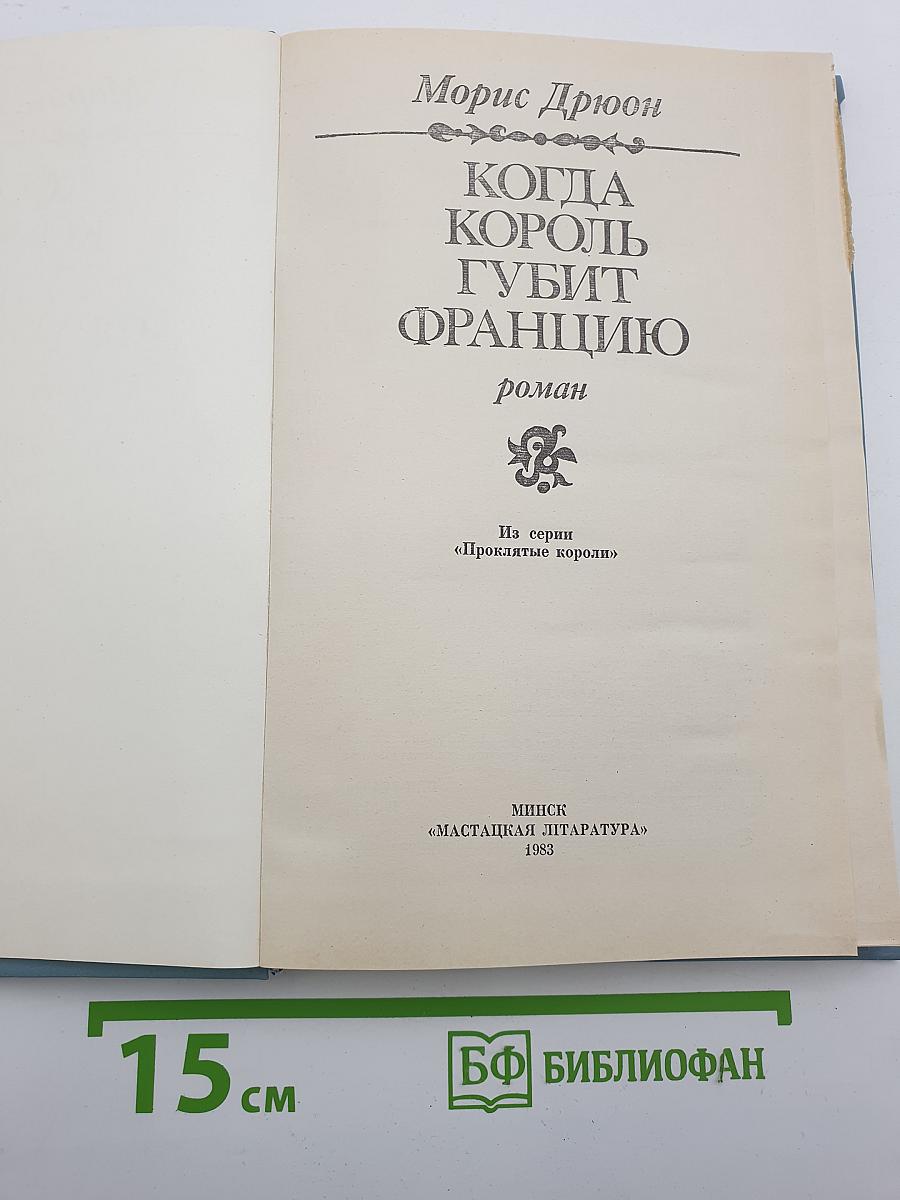 Морис Дрюон
КОГДА
КОРОЛЬ
ГУБИТ
ФРАНЦИЮ
роман
Из серии
«Проклятые короли»
МИНСК
«МАСТАЦКАЯ ЛІТАРАТУРА»
1983
15 см
БФ БИБЛИОФАН